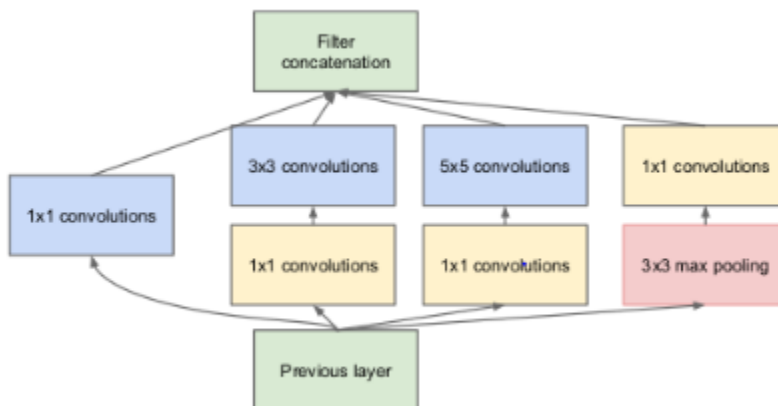 Filter
concatenation
3x3 convolutions
5x5 convolutions
1x1 convolutions
1x1 convolutions
1x1 convolutions
1x1 convolutions
3x3 max pooling
Previous layer